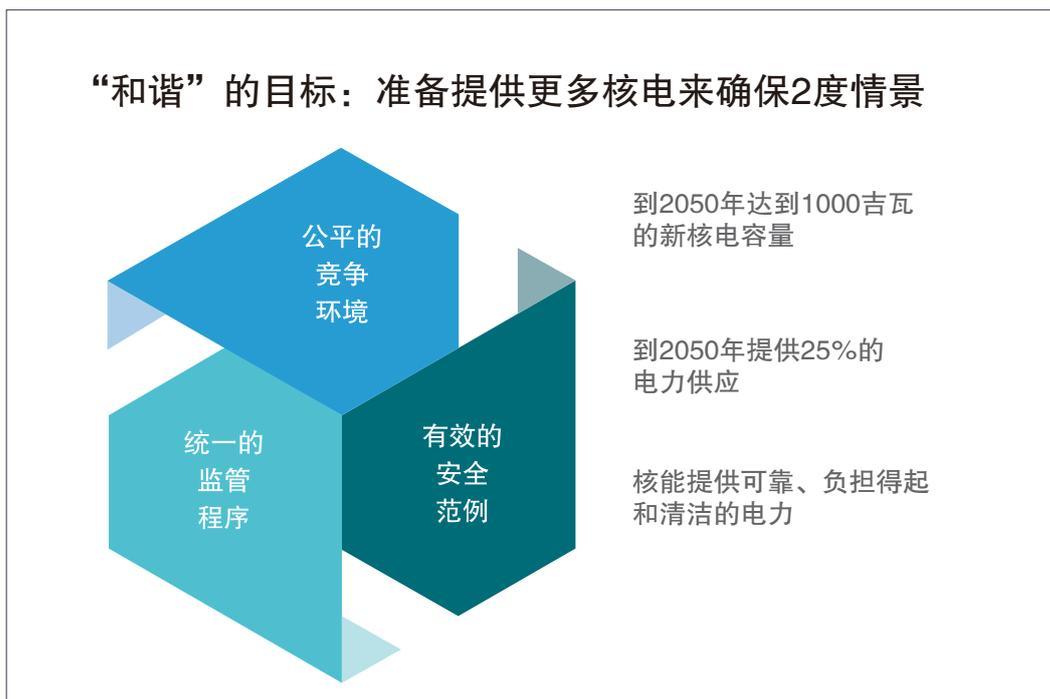 “和谐”的目标：准备提供更多核电来确保2度情景
公平的
竞争
环境
统一的
监管
程序
有效的
安全
范例
到2050年达到1000吉瓦
的新核电容量
到2050年提供25%的
电力供应
核能提供可靠、负担得起
和清洁的电力